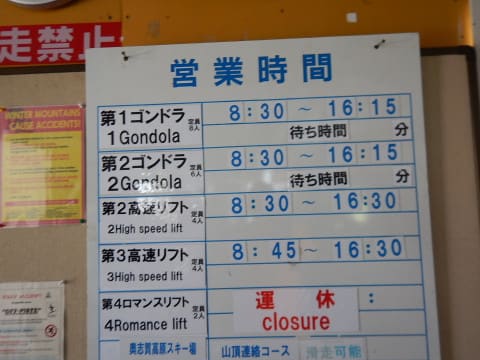 走禁止
営業時間
第1ゴンドラ 定員8人 8:30 ～ 16:15
1Gondola 待ち時間 分
第2ゴンドラ 定員6人 8:30 ～ 16:15
2Gondola 待ち時間 分
第2高速リフト 定員4人 8:30 ～ 16:30
2High speed lift
第3高速リフト 定員4人 8:45 ～ 16:30
3High speed lift
第4ロマンスリフト 定員2人 運休 :
4Romance lift closure
奥志賀高原スキー場 山頂連絡コース 滑走可能
WINTER MOUNTAINS
CAUSE ACCIDENTS!